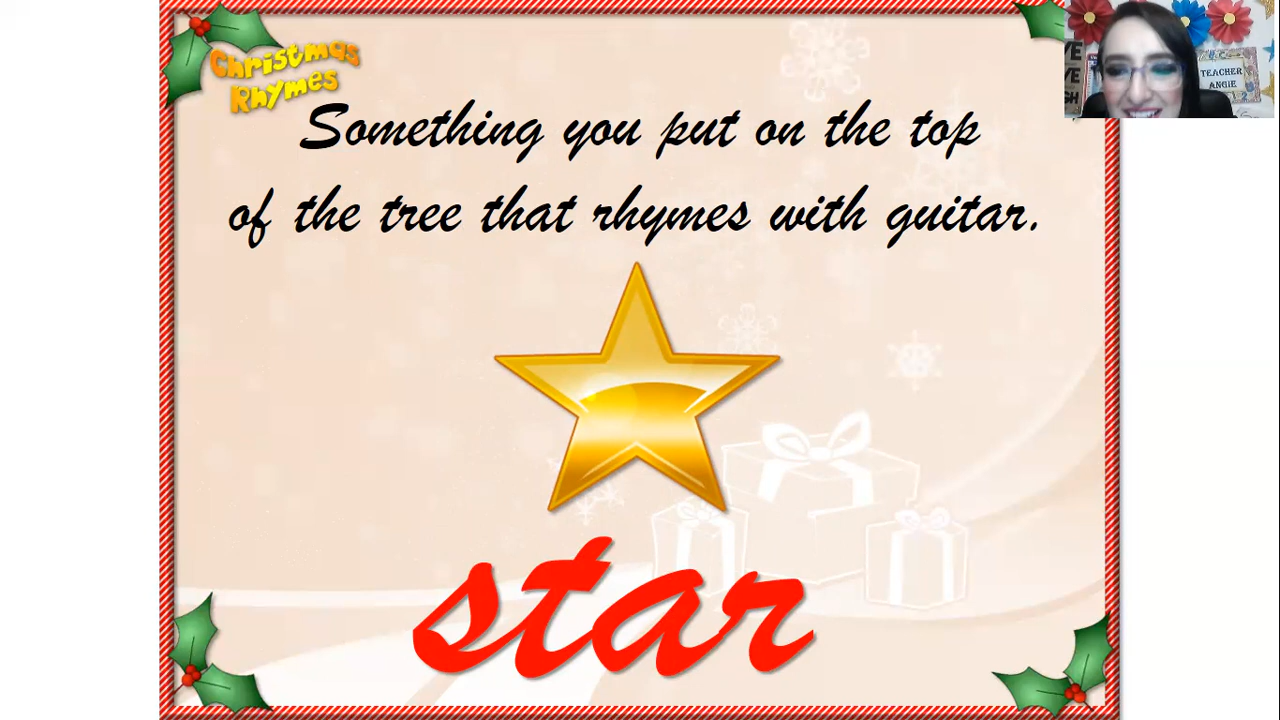 Christmas
Rhymes
Something you put on the top
of the tree that rhymes with guitar.
star
TEACHER
ANGIE